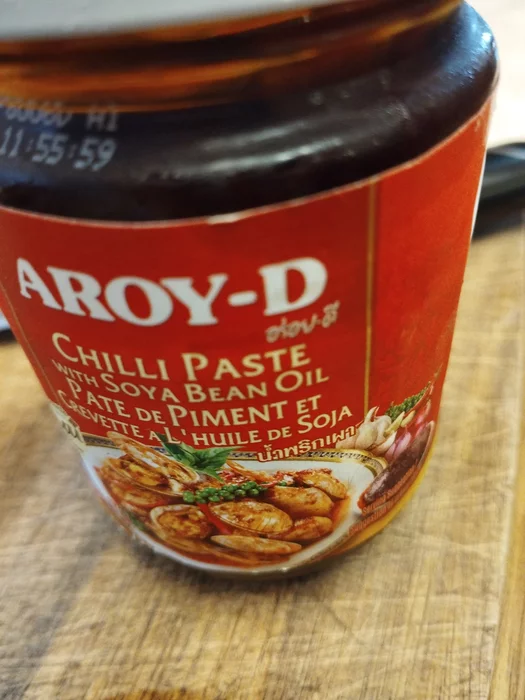 11:55:59
AROY-D
อร่อย-ดี
CHILLI PASTE
WITH SOYA BEAN OIL
PATE DE PIMENT ET
CREVETTE A L'HUILE DE SOJA
น้ำพริกเผา